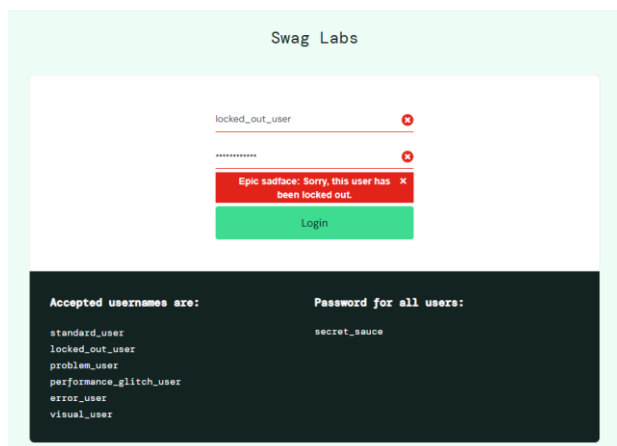 Swag Labs
locked_out_user
••••••••••••
Epic sadface: Sorry, this user has
been locked out.
Login
Accepted usernames are:
standard_user
locked_out_user
problem_user
performance_glitch_user
error_user
visual_user
Password for all users:
secret_sauce